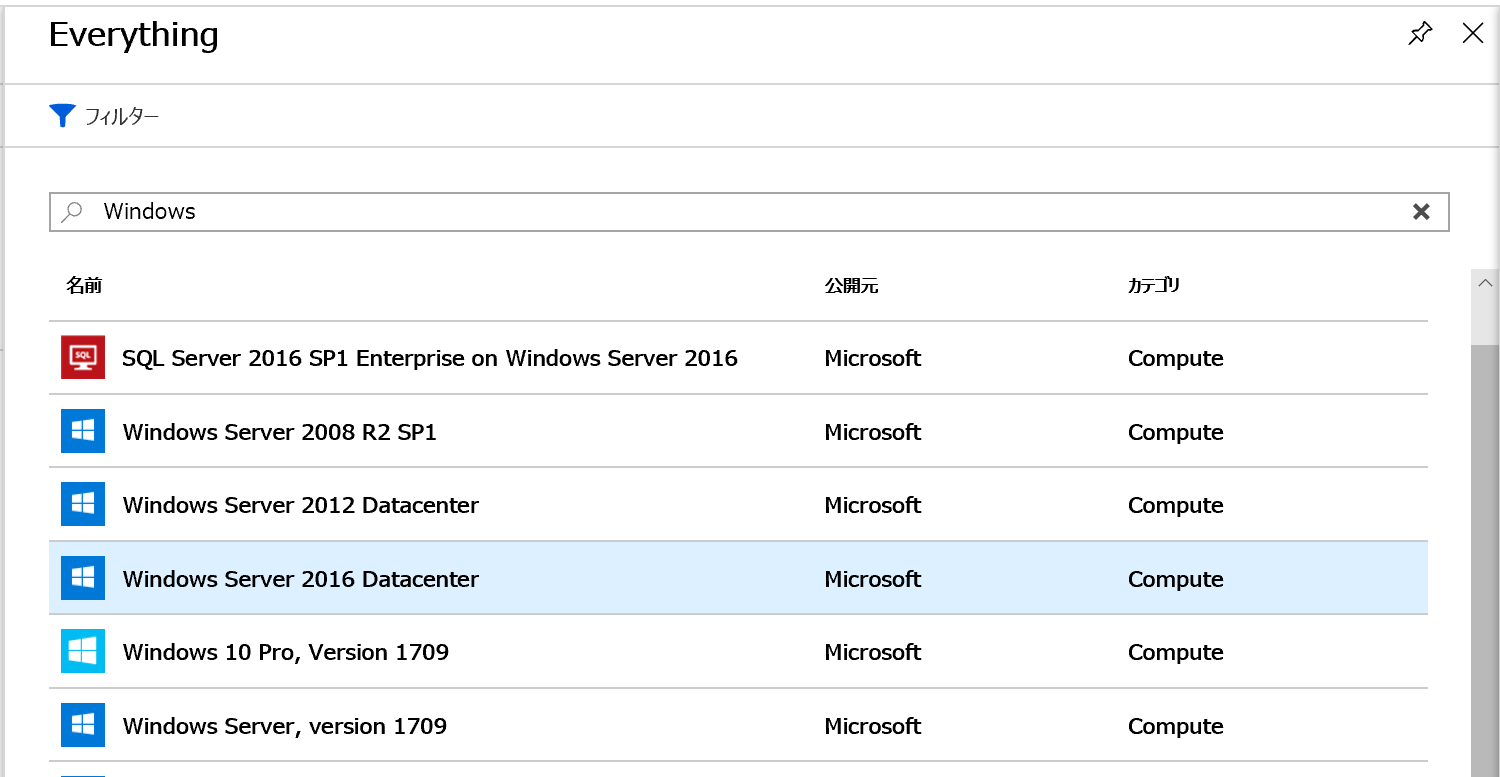 Everything
フィルター
Windows
名前 公開元 カテゴリ
SQL SQL Server 2016 SP1 Enterprise on Windows Server 2016 Microsoft Compute
Windows Server 2008 R2 SP1 Microsoft Compute
Windows Server 2012 Datacenter Microsoft Compute
Windows Server 2016 Datacenter Microsoft Compute
Windows 10 Pro, Version 1709 Microsoft Compute
Windows Server, version 1709 Microsoft Compute